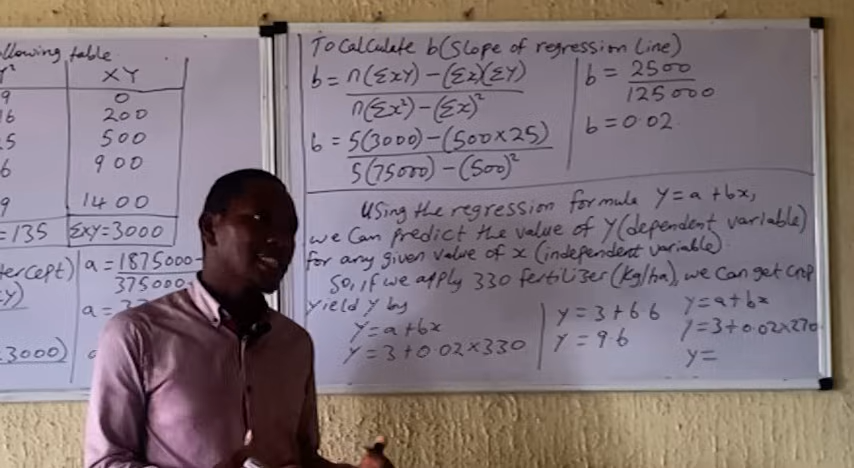 llowing table
Y²
XY
9
0
16
200
25
500
6
900
9
1400
=135
ΣXY=3000
tercept)
a = 1875000-
375000
a =
3000)
To Calculate b(Slope of regression Line)
b = n(ΣXY) - (Σx)(ΣY)
n(Σx²) - (Σx)²
b = 5(3000) - (500×25)
5(75000) - (500)²
b = 2500
125000
b = 0.02
Using the regression formula Y = a + bx,
we can predict the value of Y(dependent variable)
for any given value of x (independent variable).
So, if we apply 330 fertilizer (kg/ha), we can get crop
yield Y by
Y = a + bx
Y = 3 + 0.02 × 330
Y = 3 + 6.6
Y = 9.6
Y = a + bx
Y = 3 + 0.02×270
Y =